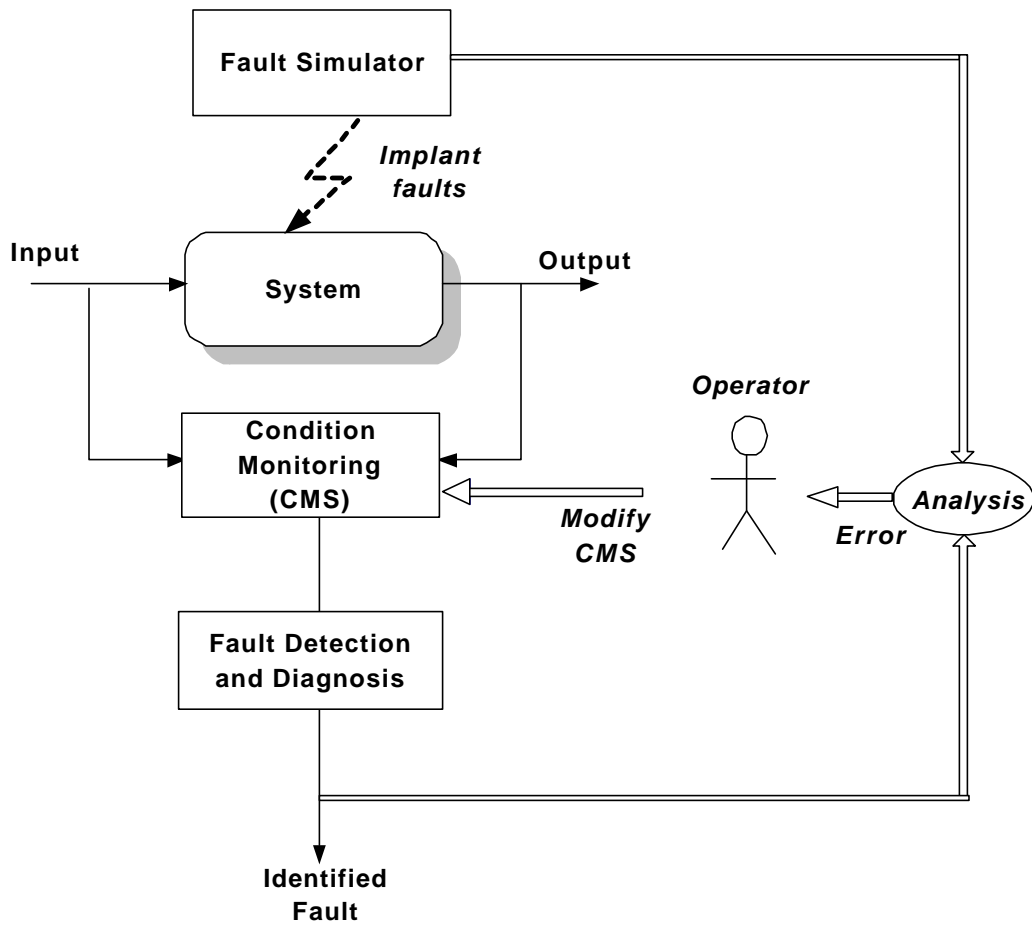 Fault Simulator
Implant
faults
Input
System
Output
Operator
Condition
Monitoring
(CMS)
Modify
CMS
Error
Analysis
Fault Detection
and Diagnosis
Identified
Fault